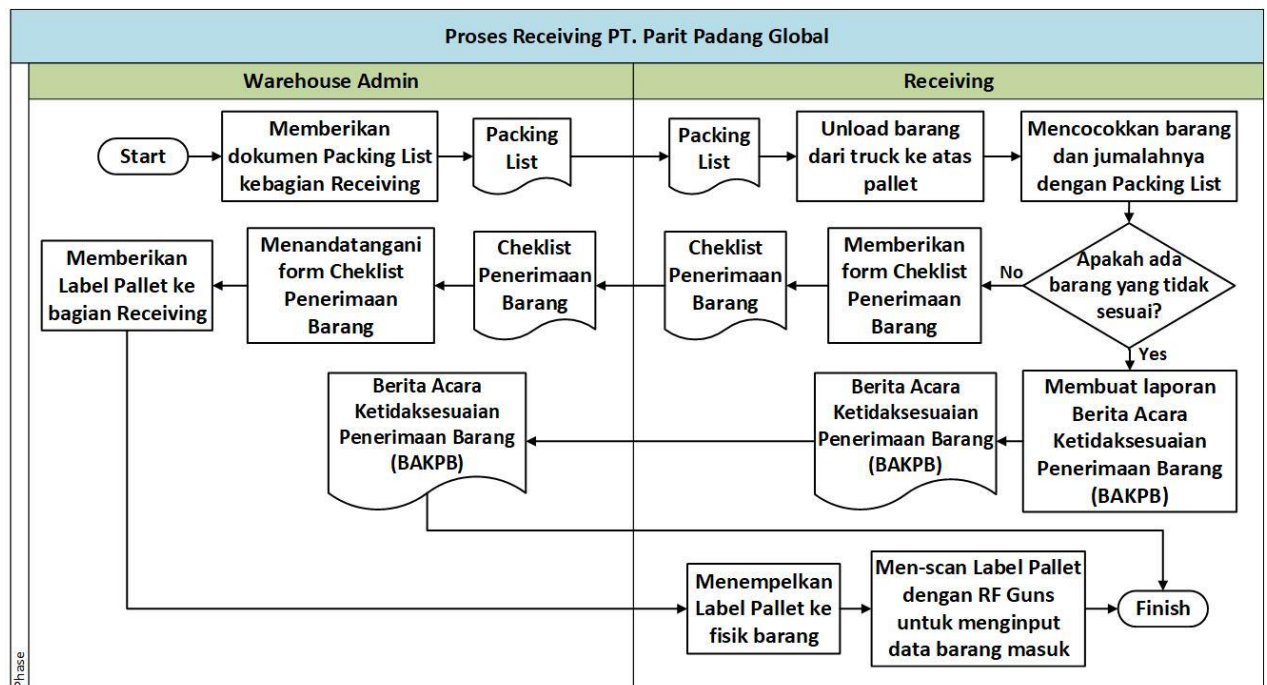 Proses Receiving PT. Parit Padang Global
Warehouse Admin
Receiving
Start
Memberikan
dokumen Packing List
kebagian Receiving
Packing
List
Packing
List
Unload barang
dari truck ke atas
pallet
Mencocokkan barang
dan jumalahnya
dengan Packing List
Apakah ada
barang yang tidak
sesuai?
No
Yes
Memberikan
form Cheklist
Penerimaan
Barang
Cheklist
Penerimaan
Barang
Cheklist
Penerimaan
Barang
Menandatangani
form Cheklist
Penerimaan
Barang
Memberikan
Label Pallet ke
bagian Receiving
Membuat laporan
Berita Acara
Ketidaksesuaian
Penerimaan Barang
(BAKPB)
Berita Acara
Ketidaksesuaian
Penerimaan Barang
(BAKPB)
Berita Acara
Ketidaksesuaian
Penerimaan Barang
(BAKPB)
Menempelkan
Label Pallet ke
fisik barang
Men-scan Label Pallet
dengan RF Guns
untuk menginput
data barang masuk
Finish
Phase